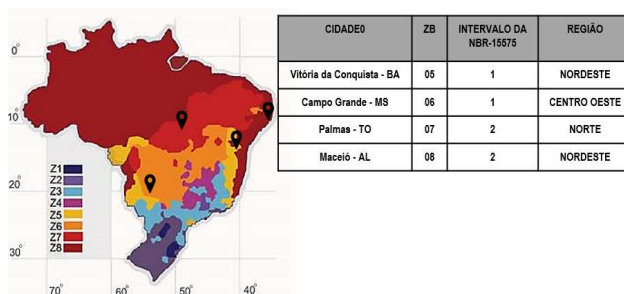 0°
10°
20°
30°
Z1
Z2
Z3
Z4
Z5
Z6
Z7
Z8
70°
60°
50°
40°
CIDADE0 ZB INTERVALO DA NBR-15575 REGIÃO
Vitória da Conquista - BA 05 1 NORDESTE
Campo Grande - MS 06 1 CENTRO OESTE
Palmas - TO 07 2 NORTE
Maceió - AL 08 2 NORDESTE